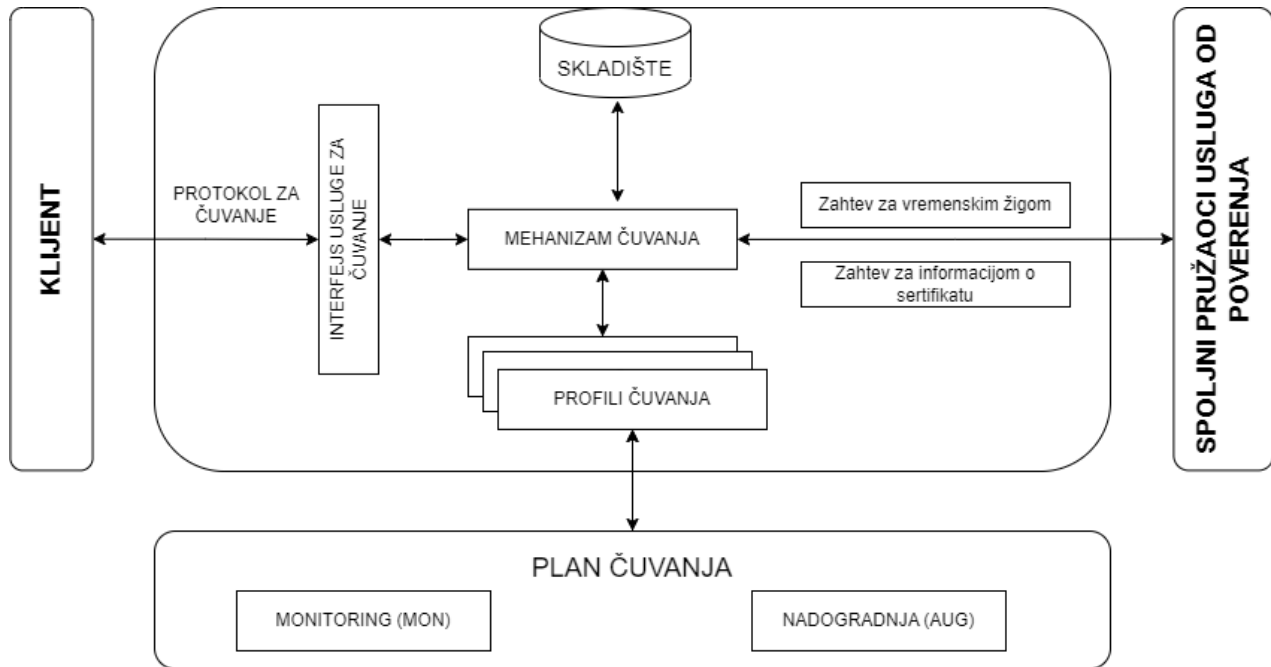 KLIJENT
PROTOKOL ZA
ČUVANJE
INTERFEJS USLUGE ZA
ČUVANJE
SKLADIŠTE
MEHANIZAM ČUVANJA
PROFILI ČUVANJA
Zahtev za vremenskim žigom
Zahtev za informacijom o
sertifikatu
SPOLJNI PRUŽAOCI USLUGA OD
POVERENJA
PLAN ČUVANJA
MONITORING (MON)
NADOGRADNJA (AUG)